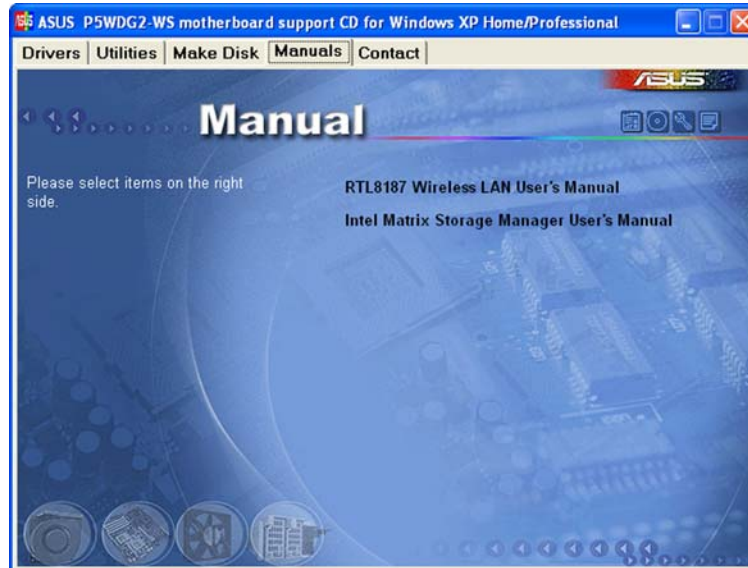 ASUS P5WDG2-WS motherboard support CD for Windows XP Home/Professional
Drivers Utilities Make Disk Manuals Contact
ASUS
Manual
Please select items on the right
side.
RTL8187 Wireless LAN User's Manual
Intel Matrix Storage Manager User's Manual